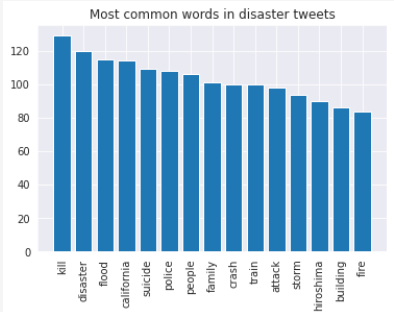 Most common words in disaster tweets
120
100
80
60
40
20
0
kill
disaster
flood
california
suicide
police
people
family
crash
train
attack
storm
hiroshima
building
fire